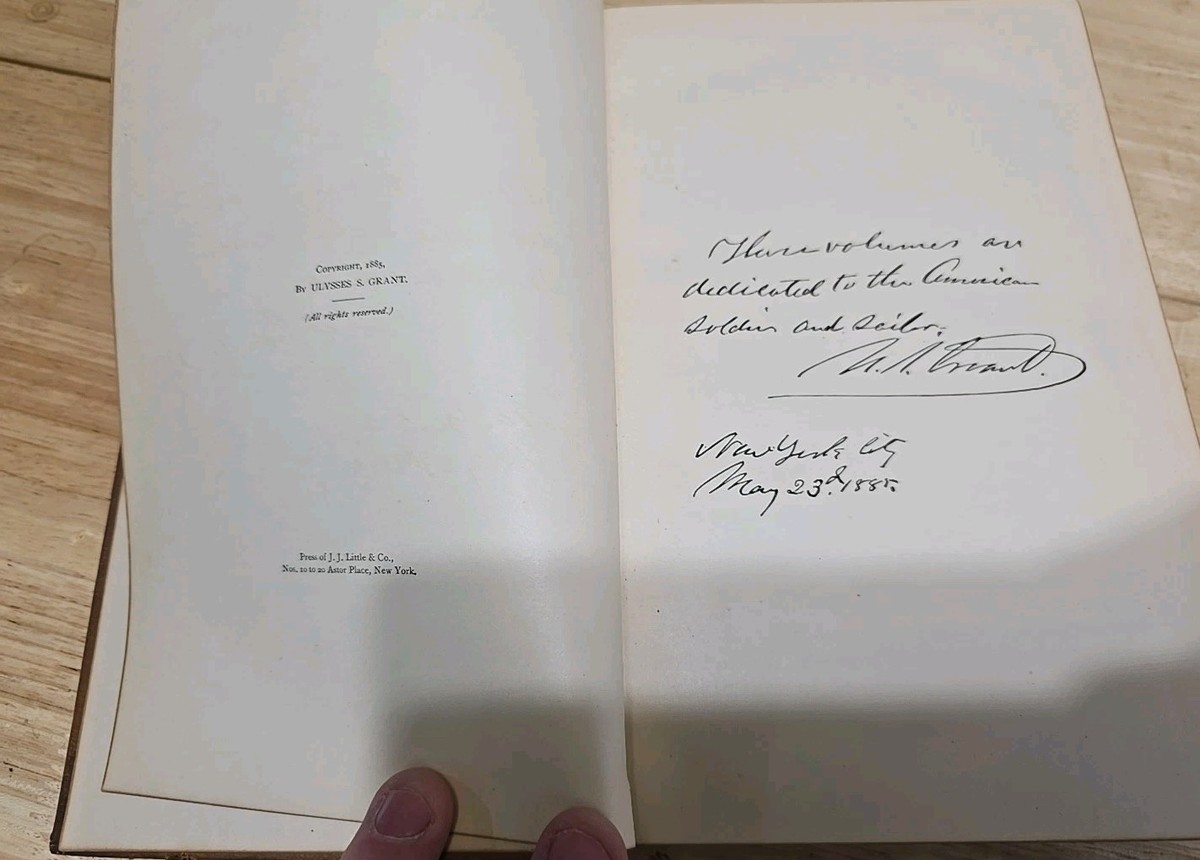 COPYRIGHT, 1885,
BY ULYSSES S. GRANT.
(All rights reserved.)
Press of J. J. Little & Co.,
Nos. 10 to 20 Astor Place, New York.
These volumes are
dedicated to the American
soldier and sailor.
U. S. Grant.
New York City
May 23d. 1885.